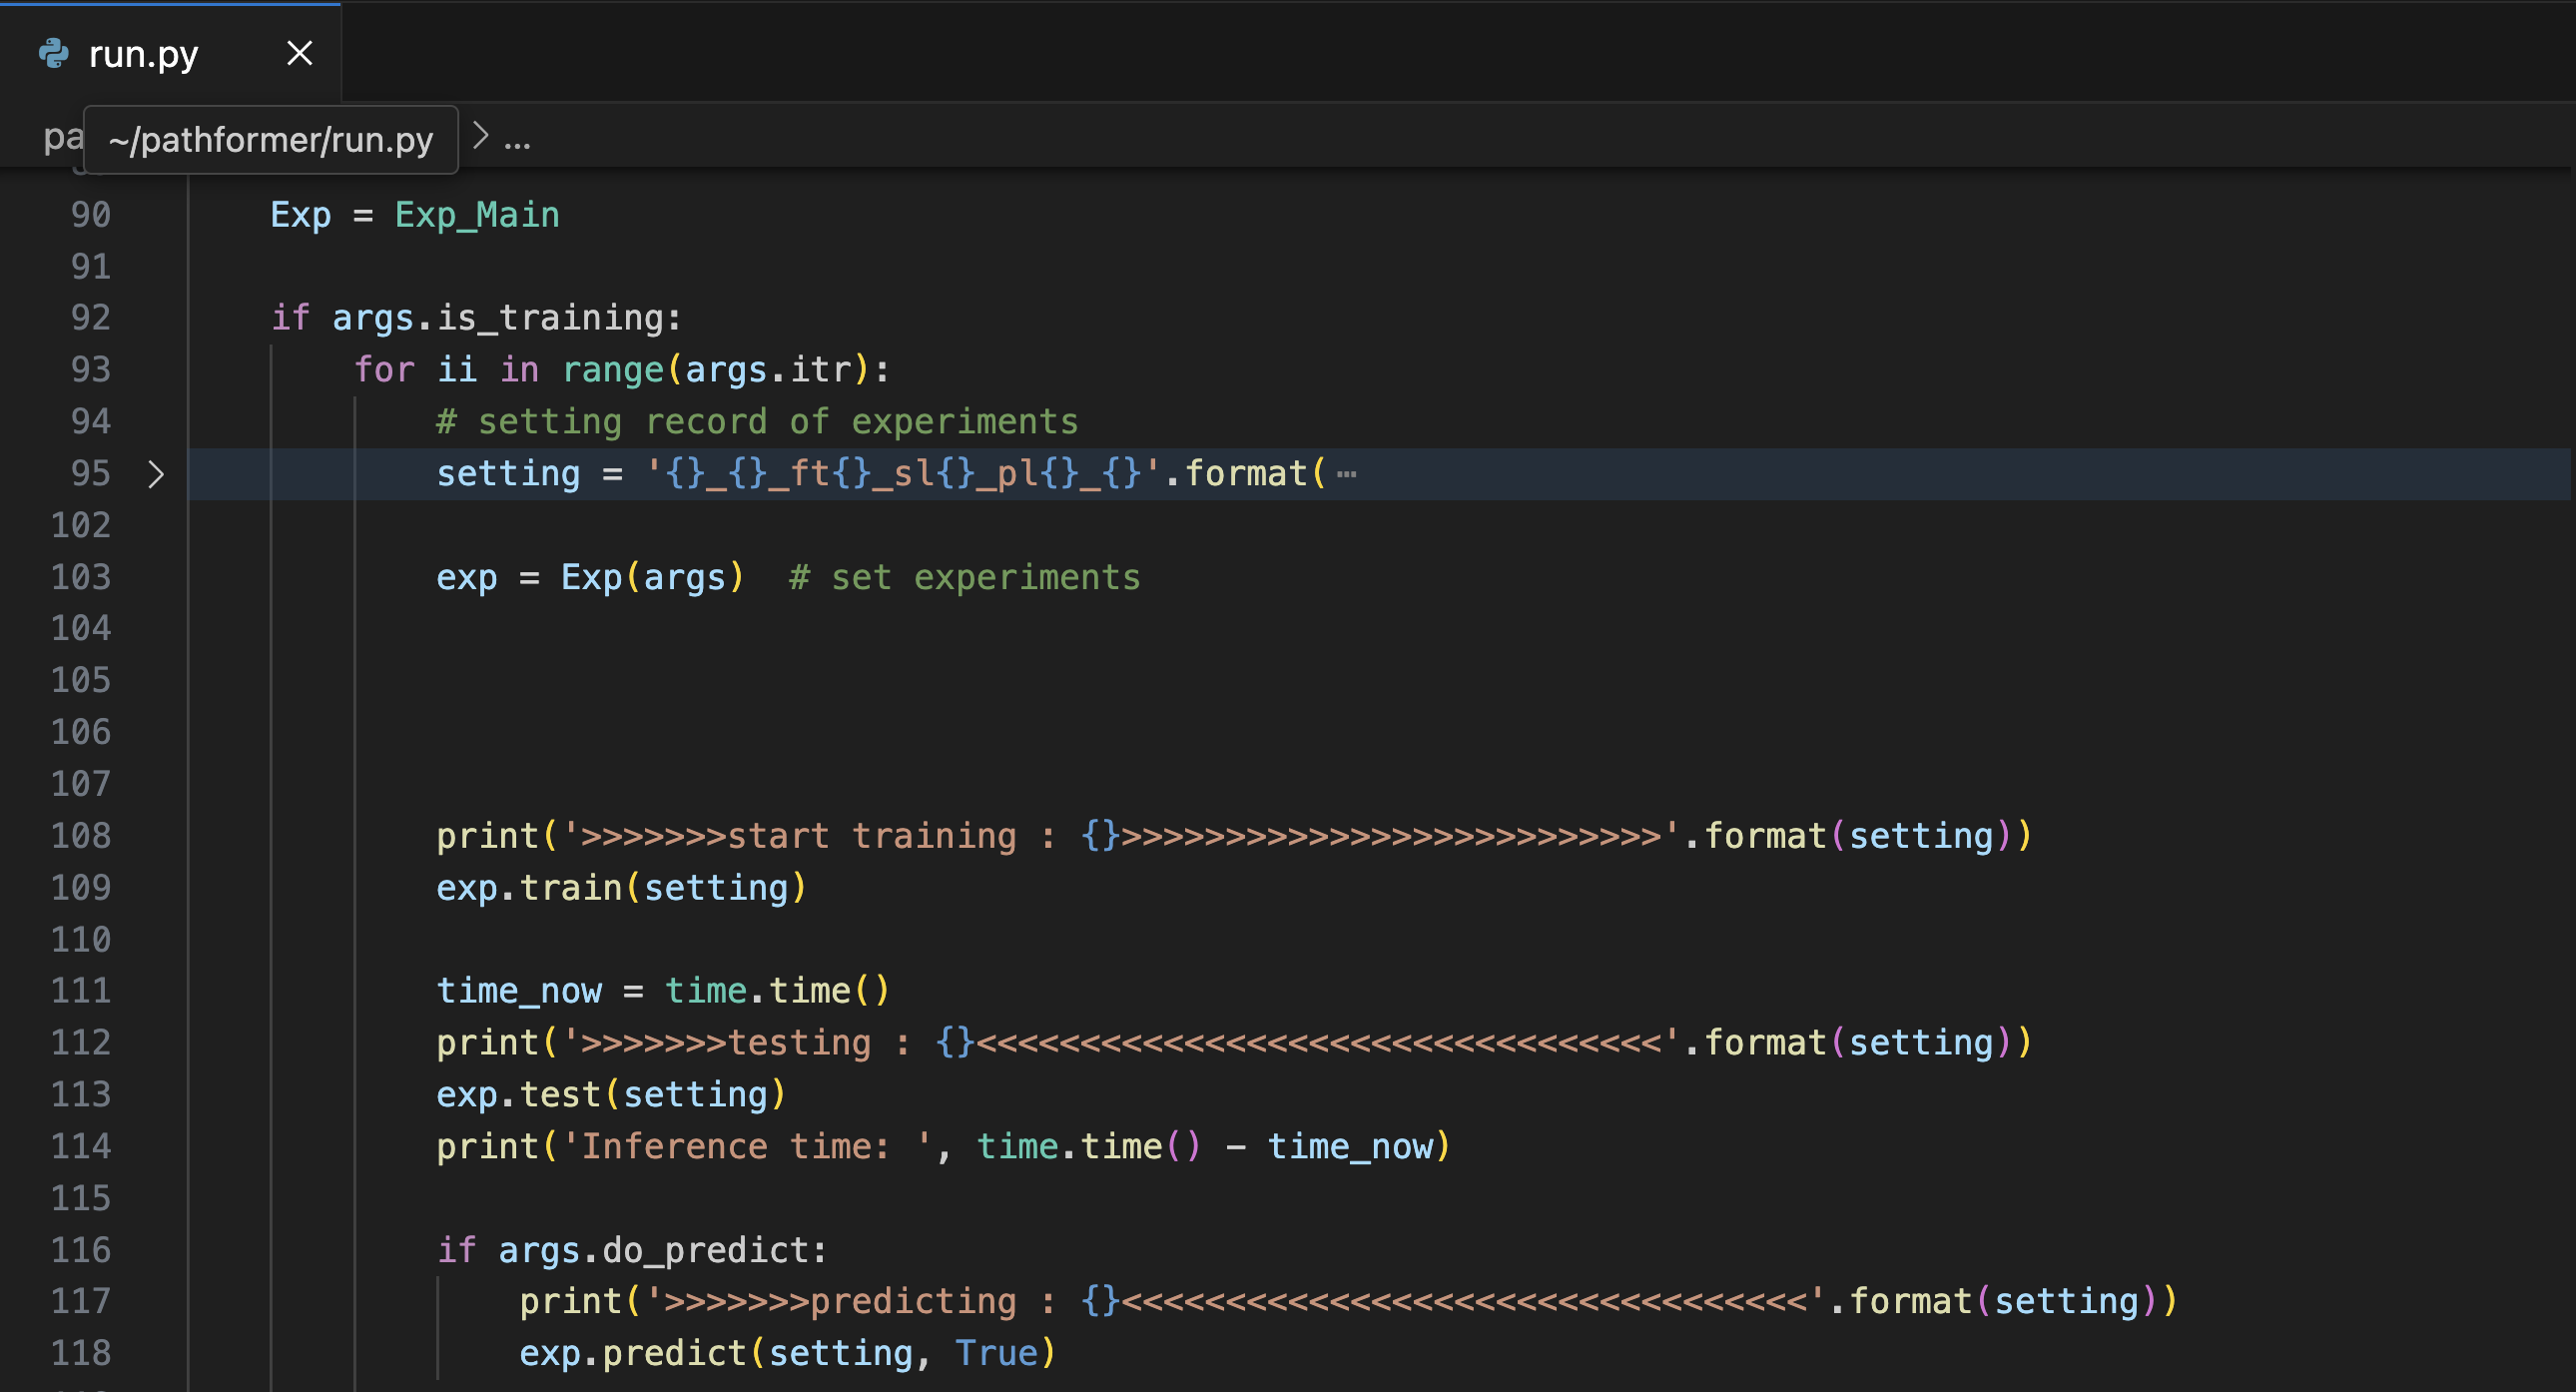 run.py
pa
~/pathformer/run.py > ...
90 Exp = Exp_Main
91
92 if args.is_training:
93 for ii in range(args.itr):
94 # setting record of experiments
95 setting = '{}_{}_ft{}_sl{}_pl{}_{}'.format( ⋯
102
103 exp = Exp(args)  # set experiments
104
105
106
107
108 print('>>>>>>>start training : {}>>>>>>>>>>>>>>>>>>>>>>>>>>'.format(setting))
109 exp.train(setting)
110
111 time_now = time.time()
112 print('>>>>>>>testing : {}<<<<<<<<<<<<<<<<<<<<<<<<<<<<<<<<<'.format(setting))
113 exp.test(setting)
114 print('Inference time: ', time.time() - time_now)
115
116 if args.do_predict:
117 print('>>>>>>>predicting : {}<<<<<<<<<<<<<<<<<<<<<<<<<<<<<<<<<'.format(setting))
118 exp.predict(setting, True)